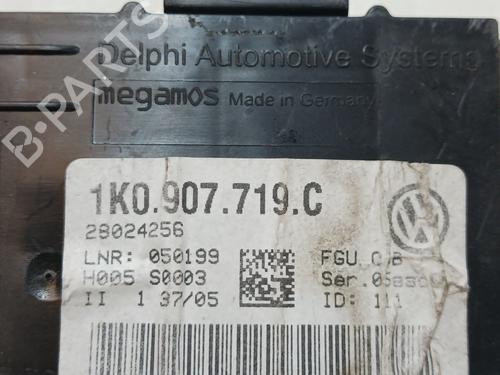 Delphi Automotive Systems
megamos Made in Germany
B-PARTS
1K0.907.719.C
28024256
LNR: 050199
H005 S0003
II 1 37/05
FGU
Ser.
ID: 111